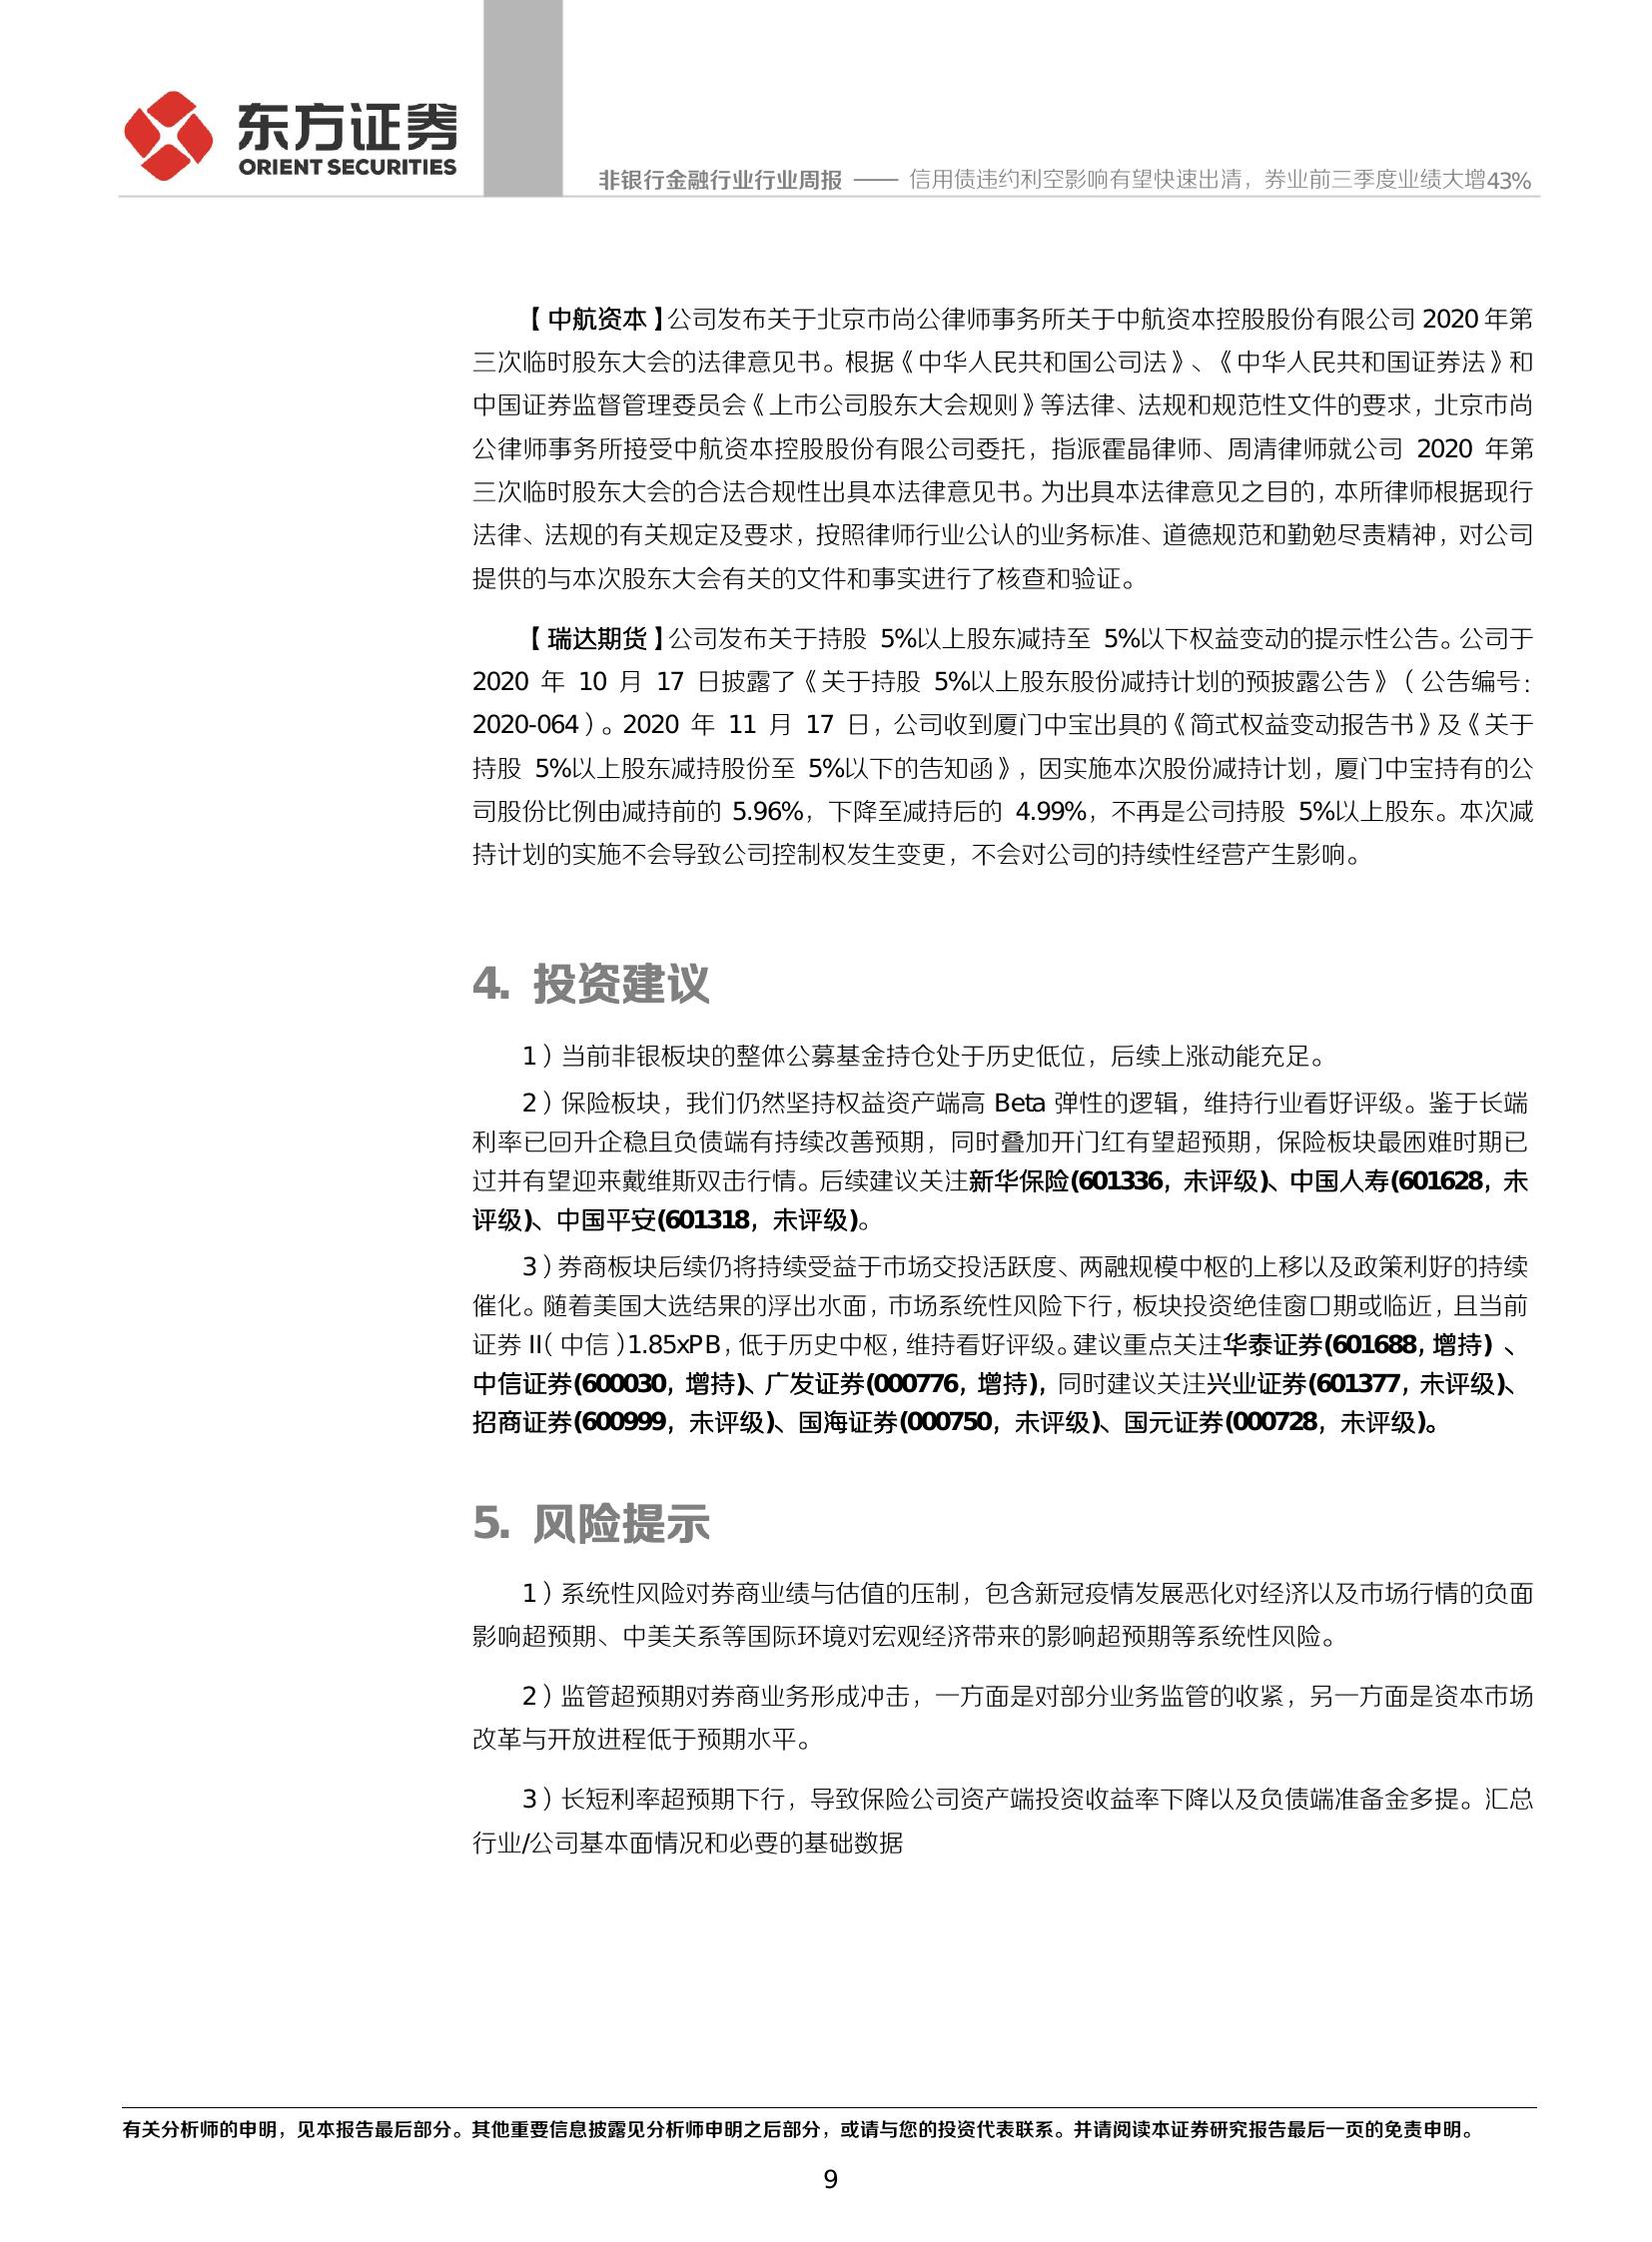 东方证券
ORIENT SECURITIES
非银行金融行业行业周报 —— 信用债违约利空影响有望快速出清，券业前三季度业绩大增43%
【中航资本】公司发布关于北京市尚公律师事务所关于中航资本控股股份有限公司 2020 年第
三次临时股东大会的法律意见书。根据《中华人民共和国公司法》、《中华人民共和国证券法》和
中国证券监督管理委员会《上市公司股东大会规则》等法律、法规和规范性文件的要求，北京市尚
公律师事务所接受中航资本控股股份有限公司委托，指派霍晶律师、周清律师就公司 2020 年第
三次临时股东大会的合法合规性出具本法律意见书。为出具本法律意见之目的，本所律师根据现行
法律、法规的有关规定及要求，按照律师行业公认的业务标准、道德规范和勤勉尽责精神，对公司
提供的与本次股东大会有关的文件和事实进行了核查和验证。
【瑞达期货】公司发布关于持股 5%以上股东减持至 5%以下权益变动的提示性公告。公司于
2020 年 10 月 17 日披露了《关于持股 5%以上股东股份减持计划的预披露公告》（公告编号：
2020-064）。2020 年 11 月 17 日，公司收到厦门中宝出具的《简式权益变动报告书》及《关于
持股 5%以上股东减持股份至 5%以下的告知函》，因实施本次股份减持计划，厦门中宝持有的公
司股份比例由减持前的 5.96%，下降至减持后的 4.99%，不再是公司持股 5%以上股东。本次减
持计划的实施不会导致公司控制权发生变更，不会对公司的持续性经营产生影响。
4. 投资建议
1）当前非银板块的整体公募基金持仓处于历史低位，后续上涨动能充足。
2）保险板块，我们仍然坚持权益资产端高 Beta 弹性的逻辑，维持行业看好评级。鉴于长端
利率已回升企稳且负债端有持续改善预期，同时叠加开门红有望超预期，保险板块最困难时期已
过并有望迎来戴维斯双击行情。后续建议关注新华保险(601336，未评级)、中国人寿(601628，未
评级)、中国平安(601318，未评级)。
3）券商板块后续仍将持续受益于市场交投活跃度、两融规模中枢的上移以及政策利好的持续
催化。随着美国大选结果的浮出水面，市场系统性风险下行，板块投资绝佳窗口期或临近，且当前
证券 II（中信）1.85xPB，低于历史中枢，维持看好评级。建议重点关注华泰证券(601688，增持) 、
中信证券(600030，增持)、广发证券(000776，增持)，同时建议关注兴业证券(601377，未评级)、
招商证券(600999，未评级)、国海证券(000750，未评级)、国元证券(000728，未评级)。
5. 风险提示
1）系统性风险对券商业绩与估值的压制，包含新冠疫情发展恶化对经济以及市场行情的负面
影响超预期、中美关系等国际环境对宏观经济带来的影响超预期等系统性风险。
2）监管超预期对券商业务形成冲击，一方面是对部分业务监管的收紧，另一方面是资本市场
改革与开放进程低于预期水平。
3）长短利率超预期下行，导致保险公司资产端投资收益率下降以及负债端准备金多提。汇总
行业/公司基本面情况和必要的基础数据
有关分析师的申明，见本报告最后部分。其他重要信息披露见分析师申明之后部分，或请与您的投资代表联系。并请阅读本证券研究报告最后一页的免责申明。
9